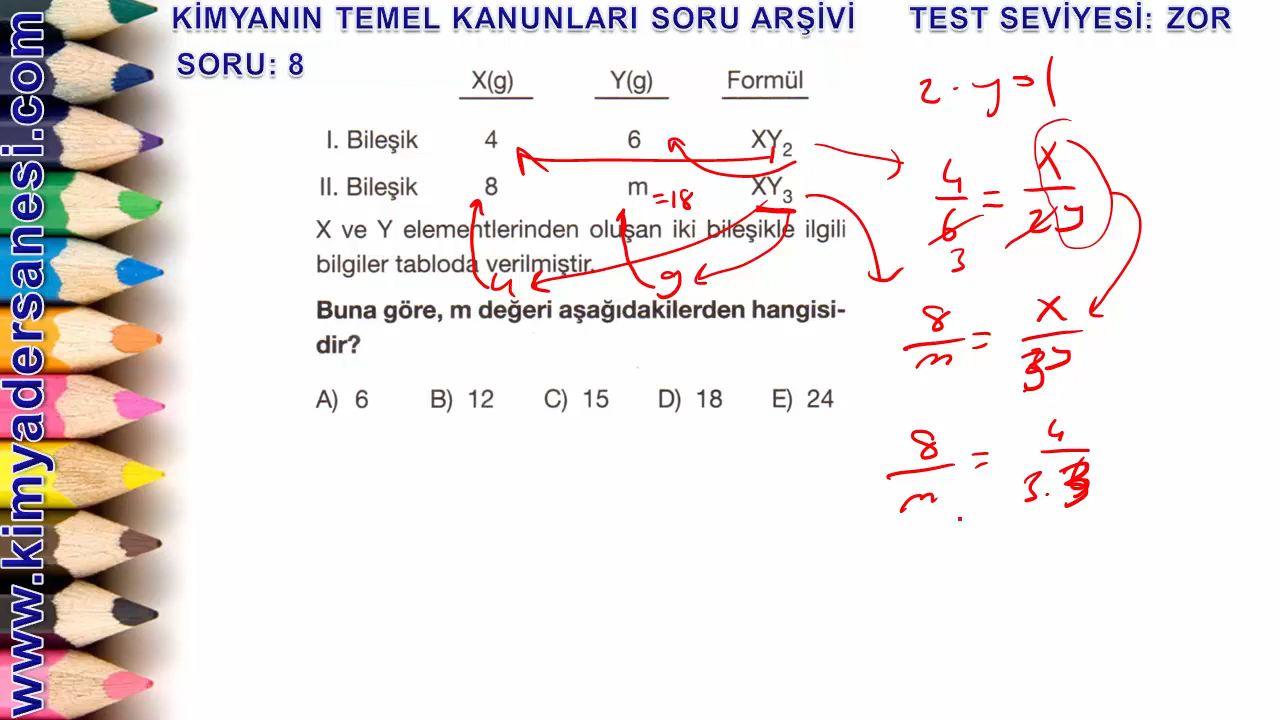 www.kimyadersanesi.com
KİMYANIN TEMEL KANUNLARI SORU ARŞİVİ TEST SEVİYESİ: ZOR
SORU: 8
X(g) Y(g) Formül
I. Bileşik 4 6 XY₂
II. Bileşik 8 m =18 XY₃
X ve Y elementlerinden oluşan iki bileşikle ilgili
bilgiler tabloda verilmiştir.
4 9
Buna göre, m değeri aşağıdakilerden hangisi-
dir?
A) 6 B) 12 C) 15 D) 18 E) 24
4/6 = X/2y
3
8/m = X/3y
8/m = 4/3.3